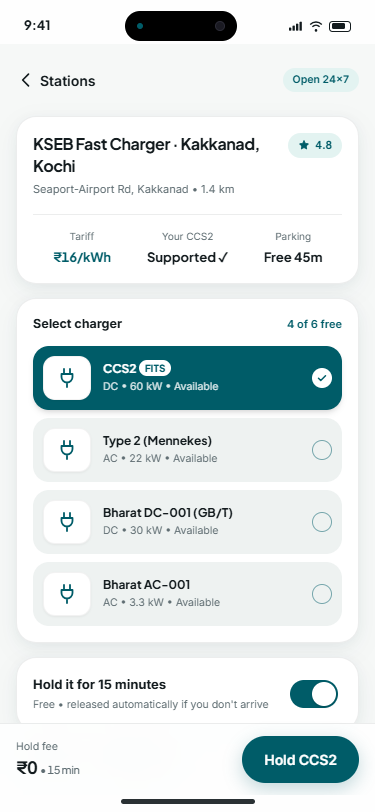 9:41
Stations
Open 24×7
KSEB Fast Charger · Kakkanad,
Kochi
4.8
Seaport-Airport Rd, Kakkanad • 1.4 km
Tariff
₹16/kWh
Your CCS2
Supported ✓
Parking
Free 45m
Select charger
4 of 6 free
CCS2 FITS
DC • 60 kW • Available
Type 2 (Mennekes)
AC • 22 kW • Available
Bharat DC-001 (GB/T)
DC • 30 kW • Available
Bharat AC-001
AC • 3.3 kW • Available
Hold it for 15 minutes
Free • released automatically if you don't arrive
Hold fee
₹0 • 15 min
Hold CCS2